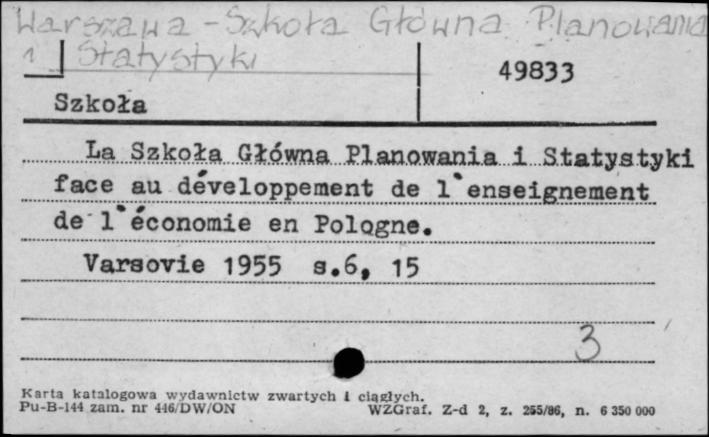 Warszawa - Szkoła Główna Planowania
i Statystyki
49833
Szkoła
La Szkoła Główna Planowania i Statystyki
face au développement de l'enseignement
de l'économie en Pologne.
Varsovie 1955 s.6, 15
3
Karta katalogowa wydawnictw zwartych i ciągłych.
Pu-B-144 zam. nr 446/DW/ON WZGraf. Z-d 2, z. 255/86, n. 6 350 000